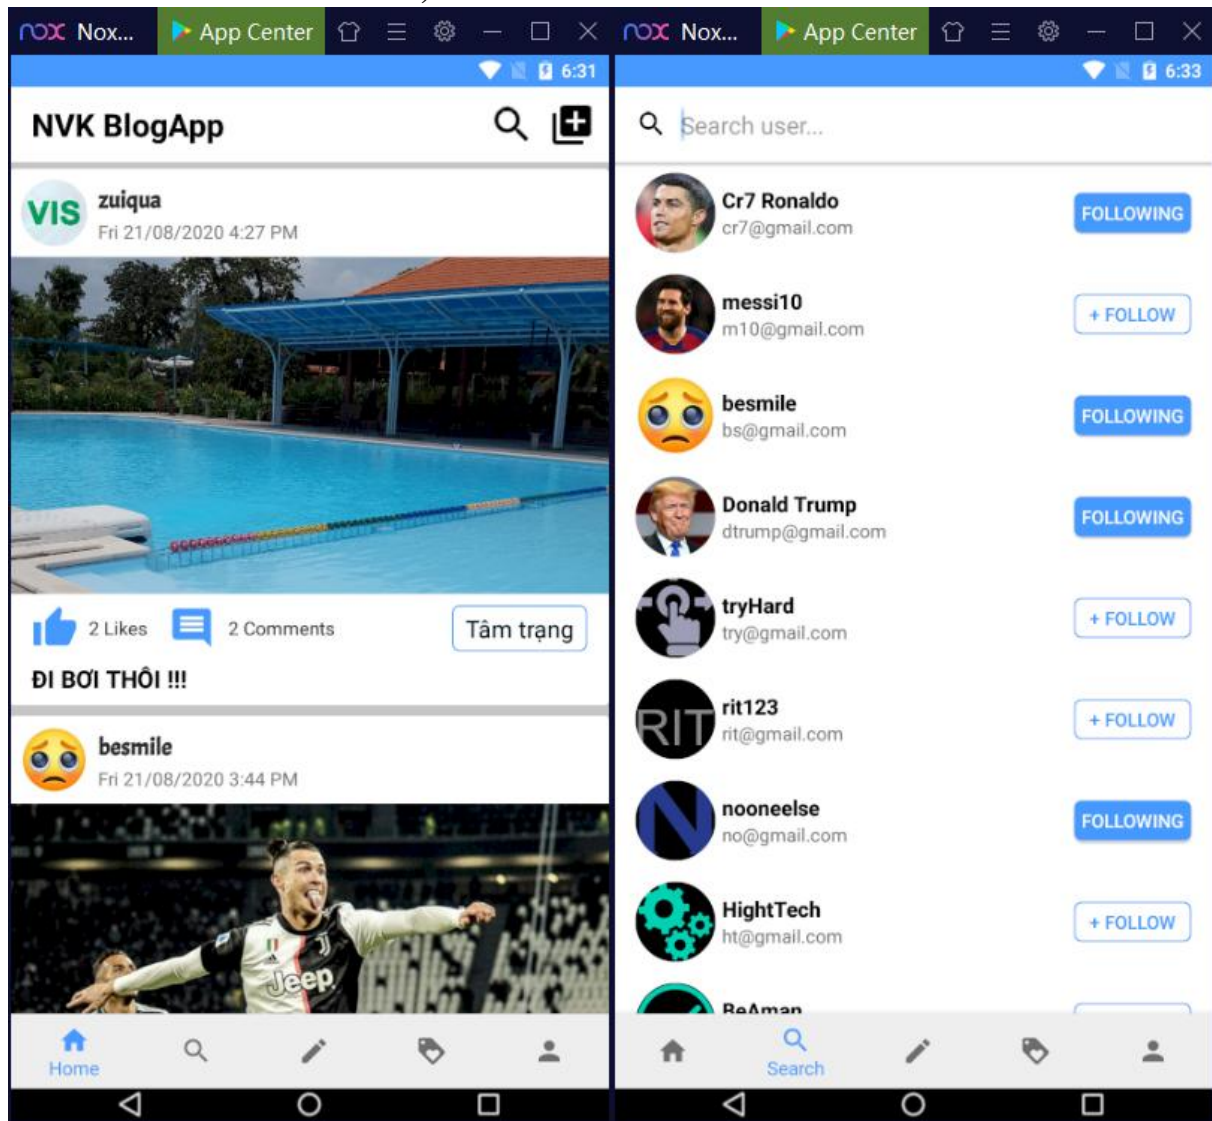 nox Nox... App Center
6:31
NVK BlogApp
VIS
zuiqua
Fri 21/08/2020 4:27 PM
2 Likes
2 Comments
Tâm trạng
ĐI BƠI THÔI !!!
besmile
Fri 21/08/2020 3:44 PM
Jeep
Home
nox Nox... App Center
6:33
Search user...
Cr7 Ronaldo
cr7@gmail.com
FOLLOWING
messi10
m10@gmail.com
+ FOLLOW
besmile
bs@gmail.com
FOLLOWING
Donald Trump
dtrump@gmail.com
FOLLOWING
tryHard
try@gmail.com
+ FOLLOW
RIT
rit123
rit@gmail.com
+ FOLLOW
N
nooneelse
no@gmail.com
FOLLOWING
HightTech
ht@gmail.com
+ FOLLOW
BeAman
Search